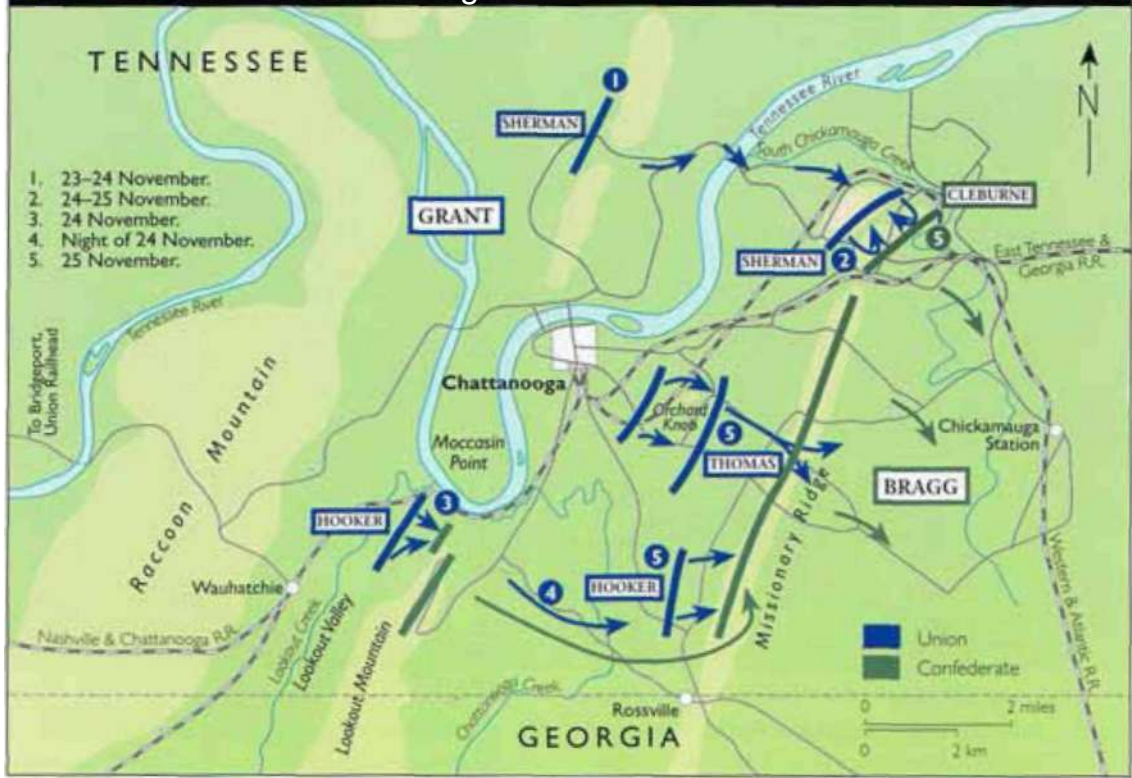 TENNESSEE
1
SHERMAN
Tennessee River
N
South Chickamauga Creek
1. 23–24 November.
2. 24–25 November.
3. 24 November.
4. Night of 24 November.
5. 25 November.
GRANT
CLEBURNE
5
SHERMAN
2
East Tennessee &
Georgia R.R.
Tennessee River
To Bridgeport,
Union Railhead
Raccoon Mountain
Chattanooga
Orchard
Knob
5
THOMAS
Chickamauga
Station
BRAGG
Moccasin
Point
3
HOOKER
Missionary Ridge
Western & Atlantic R.R.
Wauhatchie
4
5
HOOKER
Nashville & Chattanooga R.R.
Lookout Creek
Lookout Valley
Lookout Mountain
Chattanooga Creek
Union
Confederate
0 2 miles
0 2 km
Rossville
GEORGIA